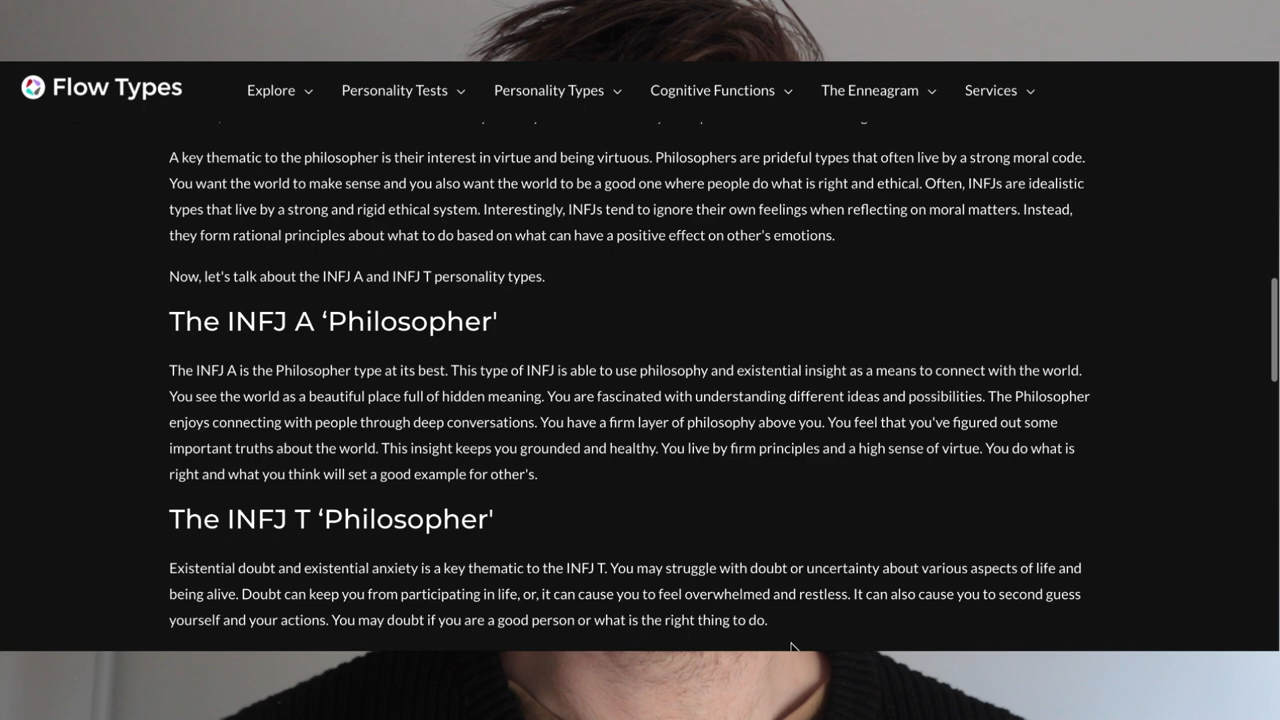 Flow Types
Explore
Personality Tests
Personality Types
Cognitive Functions
The Enneagram
Services
A key thematic to the philosopher is their interest in virtue and being virtuous. Philosophers are prideful types that often live by a strong moral code.
You want the world to make sense and you also want the world to be a good one where people do what is right and ethical. Often, INFJs are idealistic
types that live by a strong and rigid ethical system. Interestingly, INFJs tend to ignore their own feelings when reflecting on moral matters. Instead,
they form rational principles about what to do based on what can have a positive effect on other's emotions.
Now, let's talk about the INFJ A and INFJ T personality types.
The INFJ A ‘Philosopher'
The INFJ A is the Philosopher type at its best. This type of INFJ is able to use philosophy and existential insight as a means to connect with the world.
You see the world as a beautiful place full of hidden meaning. You are fascinated with understanding different ideas and possibilities. The Philosopher
enjoys connecting with people through deep conversations. You have a firm layer of philosophy above you. You feel that you've figured out some
important truths about the world. This insight keeps you grounded and healthy. You live by firm principles and a high sense of virtue. You do what is
right and what you think will set a good example for other's.
The INFJ T ‘Philosopher'
Existential doubt and existential anxiety is a key thematic to the INFJ T. You may struggle with doubt or uncertainty about various aspects of life and
being alive. Doubt can keep you from participating in life, or, it can cause you to feel overwhelmed and restless. It can also cause you to second guess
yourself and your actions. You may doubt if you are a good person or what is the right thing to do.